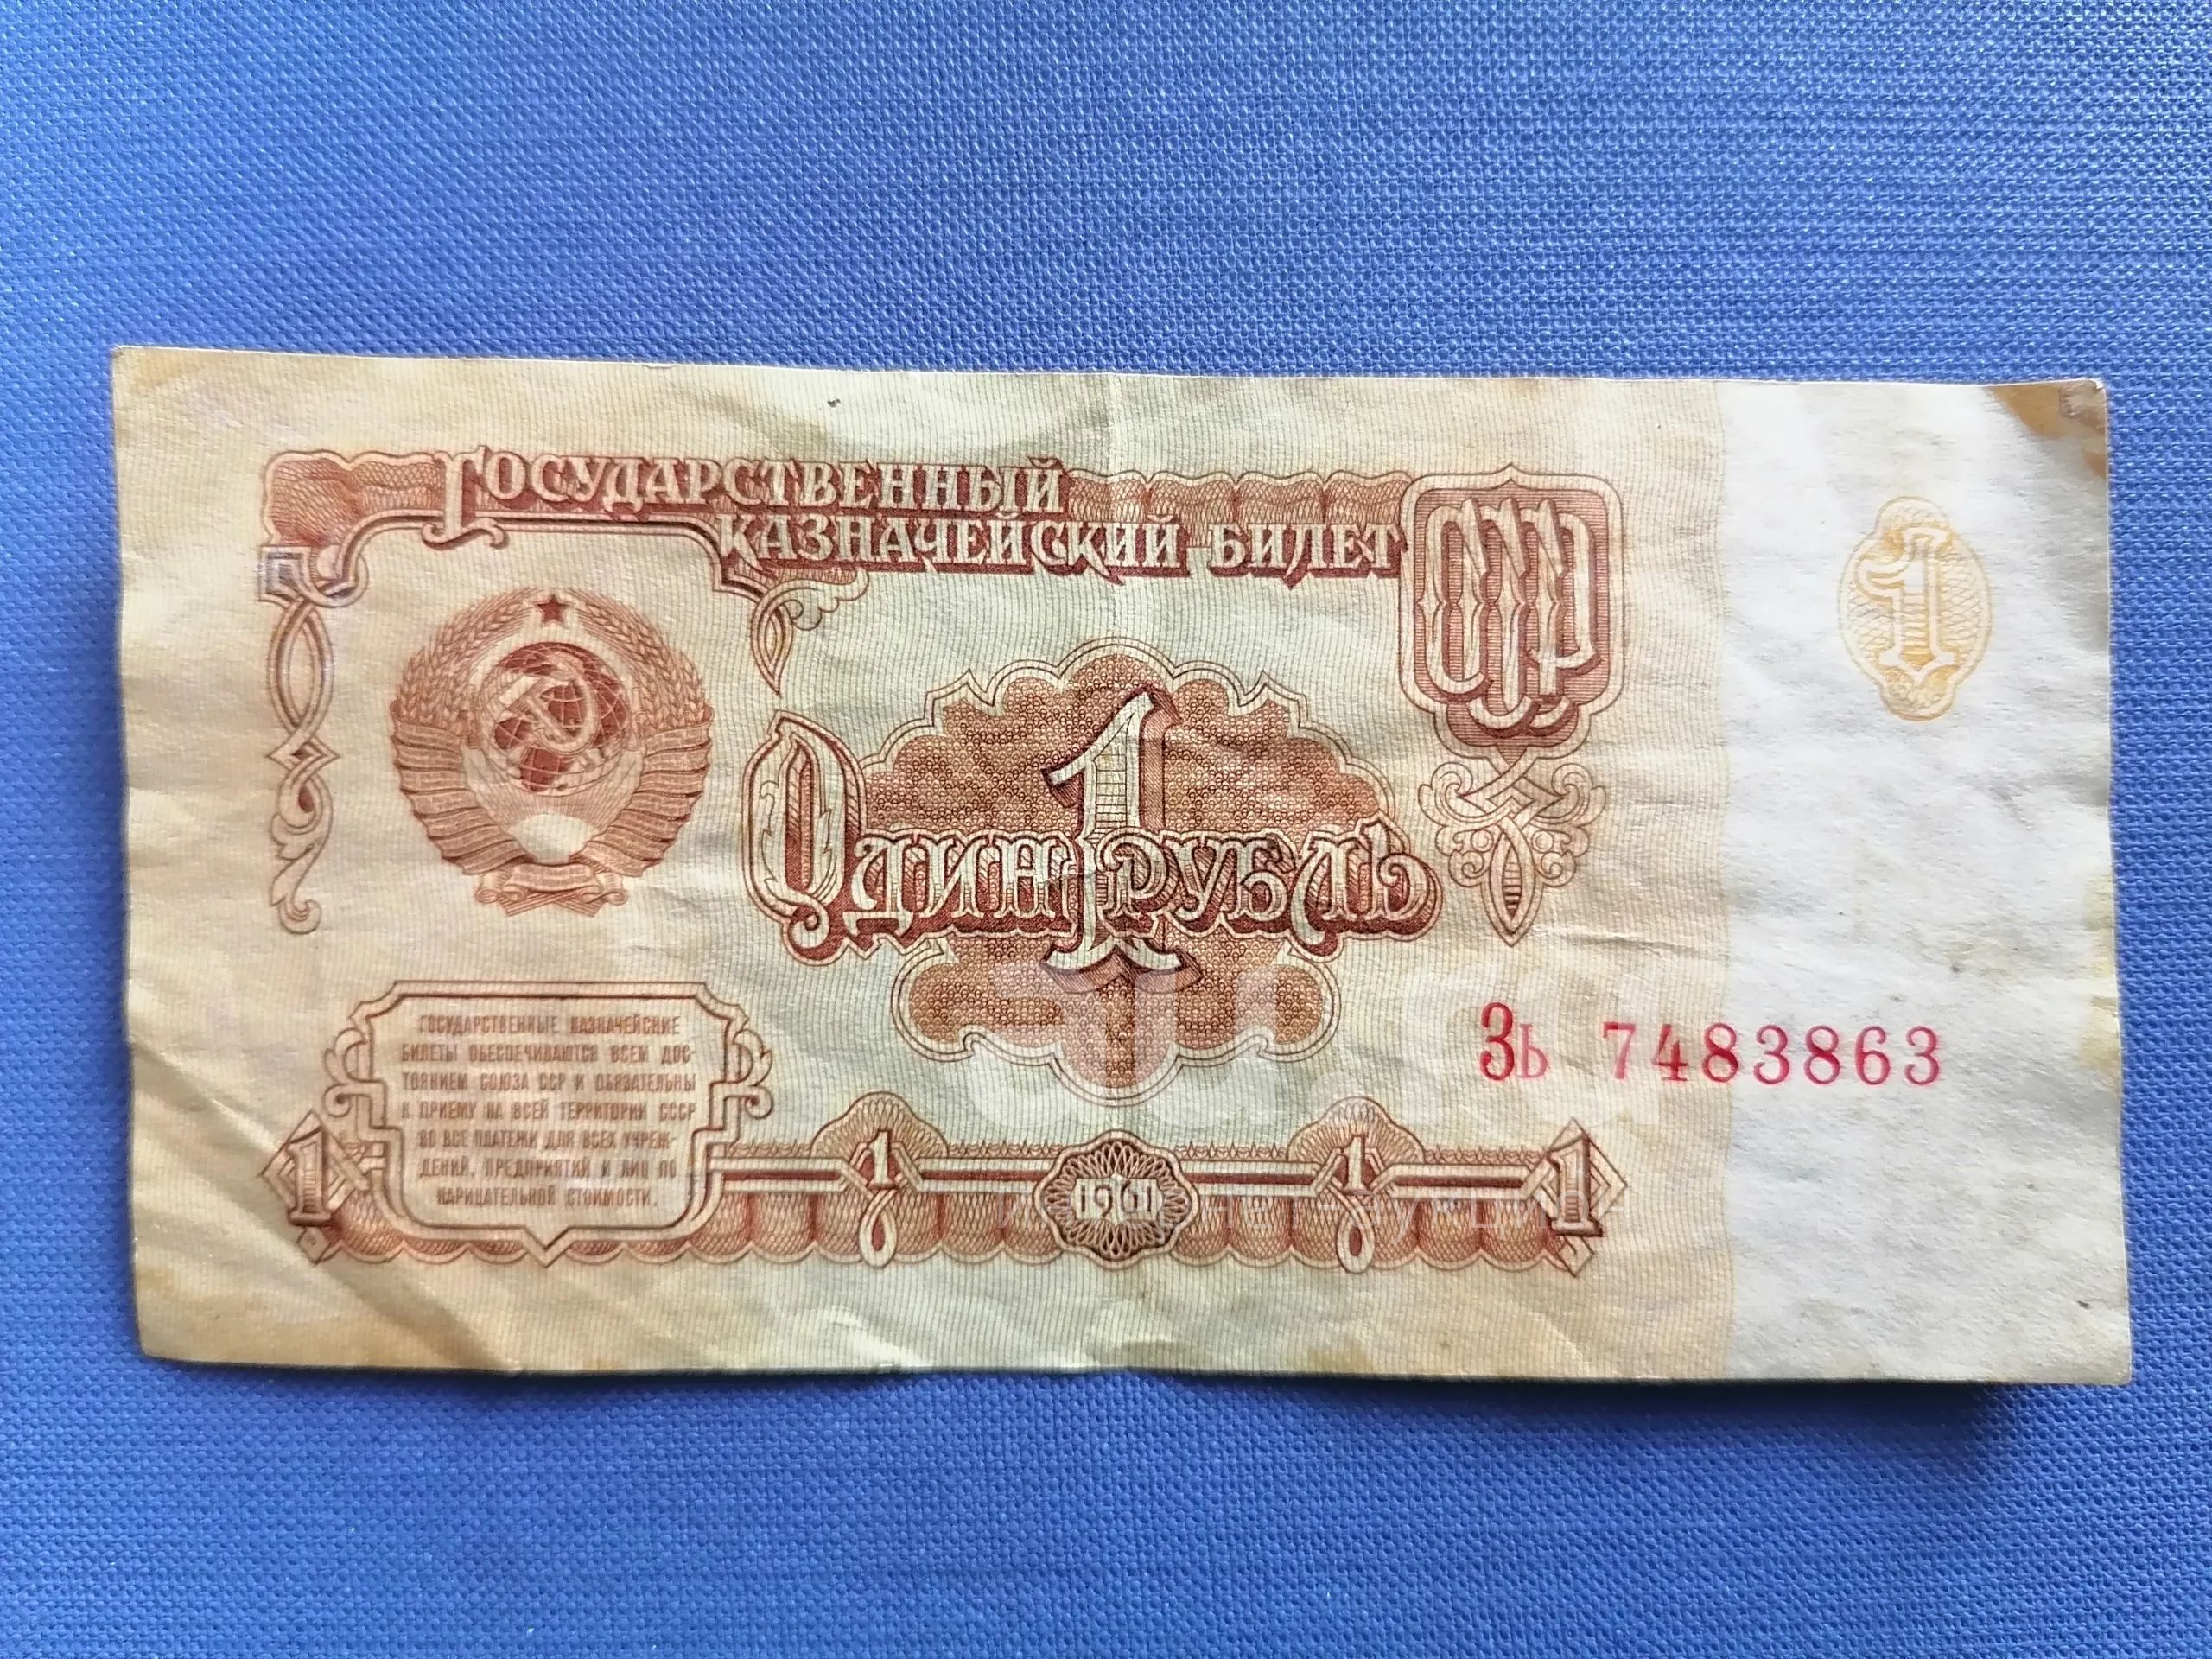 ГОСУДАРСТВЕННЫЙ
КАЗНАЧЕЙСКИЙ БИЛЕТ
СССР
1
1
ОДИН РУБЛЬ
Зь 7483863
ГОСУДАРСТВЕННЫЕ КАЗНАЧЕЙСКИЕ
БИЛЕТЫ ОБЕСПЕЧИВАЮТСЯ ВСЕМ ДОС-
ТОЯНИЕМ СОЮЗА ССР И ОБЯЗАТЕЛЬНЫ
К ПРИЕМУ НА ВСЕЙ ТЕРРИТОРИИ СССР
ВО ВСЕ ПЛАТЕЖИ ДЛЯ ВСЕХ УЧРЕЖ-
ДЕНИЙ, ПРЕДПРИЯТИЙ И ЛИЦ ПО
НАРИЦАТЕЛЬНОЙ СТОИМОСТИ.
1 1 1961 1 1